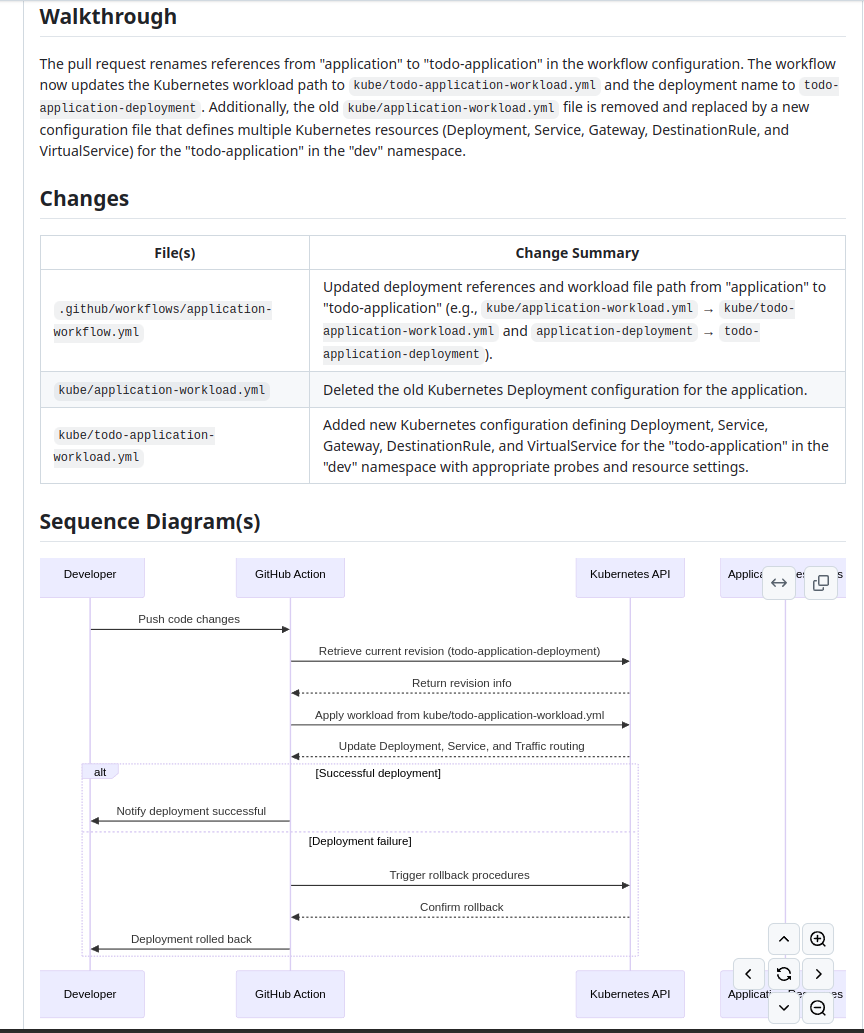 Walkthrough
The pull request renames references from "application" to "todo-application" in the workflow configuration. The workflow
now updates the Kubernetes workload path to kube/todo-application-workload.yml and the deployment name to todo-
application-deployment . Additionally, the old kube/application-workload.yml file is removed and replaced by a new
configuration file that defines multiple Kubernetes resources (Deployment, Service, Gateway, DestinationRule, and
VirtualService) for the "todo-application" in the "dev" namespace.
Changes
File(s) Change Summary
.github/workflows/application-
workflow.yml
Updated deployment references and workload file path from "application" to
"todo-application" (e.g., kube/application-workload.yml → kube/todo-
application-workload.yml and application-deployment → todo-
application-deployment ).
kube/application-workload.yml Deleted the old Kubernetes Deployment configuration for the application.
kube/todo-application-
workload.yml
Added new Kubernetes configuration defining Deployment, Service,
Gateway, DestinationRule, and VirtualService for the "todo-application" in the
"dev" namespace with appropriate probes and resource settings.
Sequence Diagram(s)
Developer GitHub Action Kubernetes API
Push code changes
Retrieve current revision (todo-application-deployment)
Return revision info
Apply workload from kube/todo-application-workload.yml
Update Deployment, Service, and Traffic routing
alt [Successful deployment]
Notify deployment successful
[Deployment failure]
Trigger rollback procedures
Confirm rollback
Deployment rolled back
Developer GitHub Action Kubernetes API